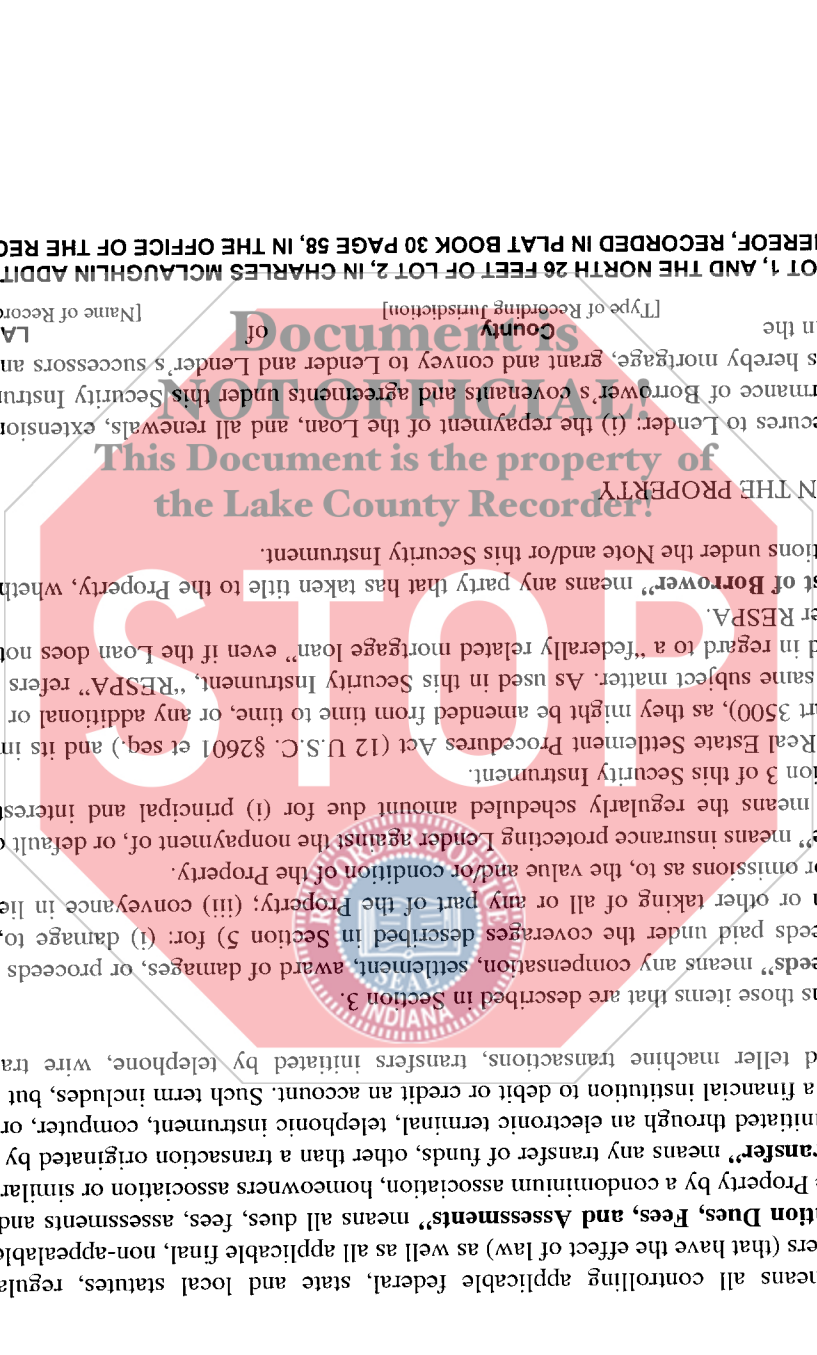 means all controlling applicable federal, state and local statutes, regula
ers (that have the effect of law) as well as all applicable final, non-appealable
tion Dues, Fees, and Assessments” means all dues, fees, assessments and
e Property by a condominium association, homeowners association or similar
ransfer” means any transfer of funds, other than a transaction originated by
initiated through an electronic terminal, telephonic instrument, computer, or
a financial institution to debit or credit an account. Such term includes, but
d teller machine transactions, transfers initiated by telephone, wire tra
ns those items that are described in Section 3.
eeds” means any compensation, settlement, award of damages, or proceeds
eeds paid under the coverages described in Section 5) for: (i) damage to,
n or other taking of all or any part of the Property; (iii) conveyance in lie
or omissions as to, the value and/or condition of the Property.
e” means insurance protecting Lender against the nonpayment of, or default o
means the regularly scheduled amount due for (i) principal and interest
ion 3 of this Security Instrument.
Real Estate Settlement Procedures Act (12 U.S.C. §2601 et seq.) and its im
art 3500), as they might be amended from time to time, or any additional or
same subject matter. As used in this Security Instrument, “RESPA” refers
d in regard to a “federally related mortgage loan” even if the Loan does not
er RESPA.
st of Borrower” means any party that has taken title to the Property, wheth
tions under the Note and/or this Security Instrument.
N THE PROPERTY
ecures to Lender: (i) the repayment of the Loan, and all renewals, extension
rmance of Borrower’s covenants and agreements under this Security Instrum
s hereby mortgage, grant and convey to Lender and Lender’s successors an
n the County of LA
[Type of Recording Jurisdiction] [Name of Recor
OT 1, AND THE NORTH 26 FEET OF LOT 2, IN CHARLES MCLAUGHLIN ADDIT
HEREOF, RECORDED IN PLAT BOOK 30 PAGE 58, IN THE OFFICE OF THE REC
Document is
NOT OFFICIAL!
This Document is the property of
the Lake County Recorder!
STOP
RECORDER'S OFFICE
SEAL
INDIANA